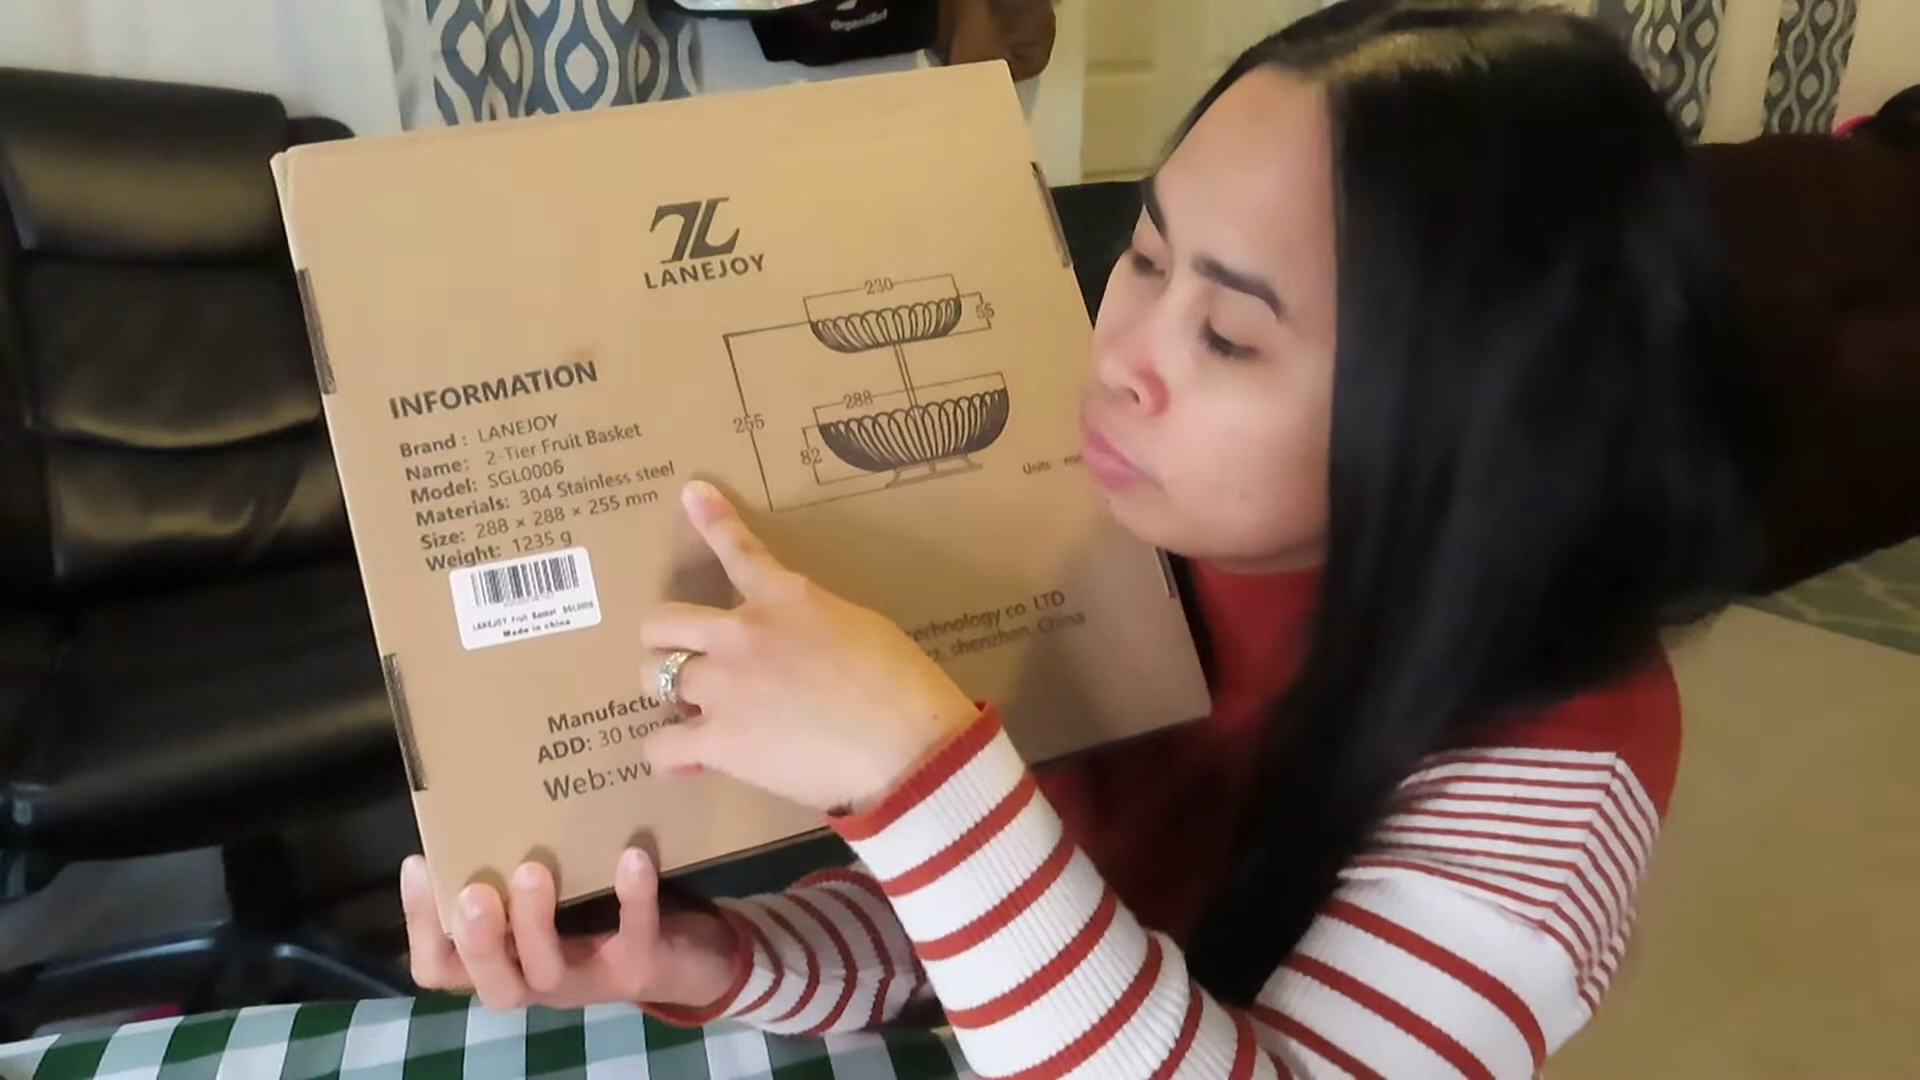 LANEJOY
230
55
288
255
82
Units
INFORMATION
Brand : LANEJOY
Name: 2-Tier Fruit Basket
Model: SGL0006
Materials: 304 Stainless steel
Size: 288 × 288 × 255 mm
Weight: 1235 g
LANEJOY Fruit Basket SGL0006
Made in china
co. LTD
shenzhen China
ADD: 30
Web: